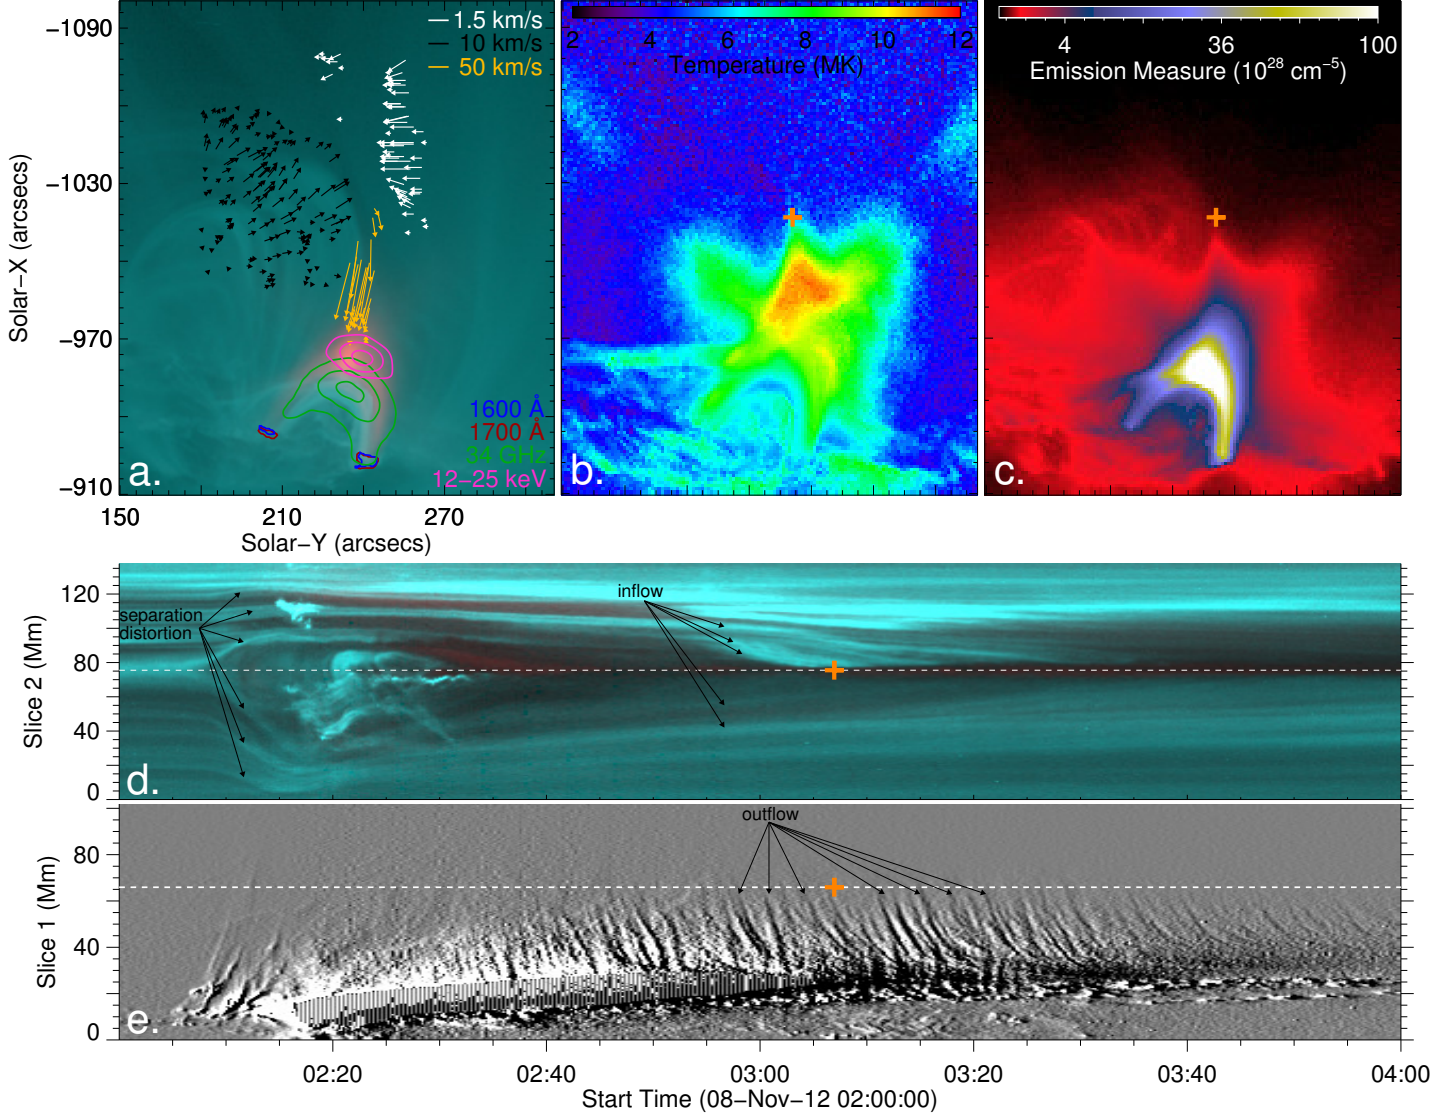 −1090
−1030
−970
−910
Solar−X (arcsecs)
1.5 km/s
10 km/s
50 km/s
1600 Å
1700 Å
34 GHz
12−25 keV
a.
150 210 270
Solar−Y (arcsecs)
2 4 6 8 10 12
Temperature (MK)
b.
4 36 100
Emission Measure (10²⁸ cm⁻⁵)
c.
120
80
40
0
Slice 2 (Mm)
separation
distortion
inflow
d.
80
40
0
Slice 1 (Mm)
outflow
e.
02:20 02:40 03:00 03:20 03:40 04:00
Start Time (08−Nov−12 02:00:00)